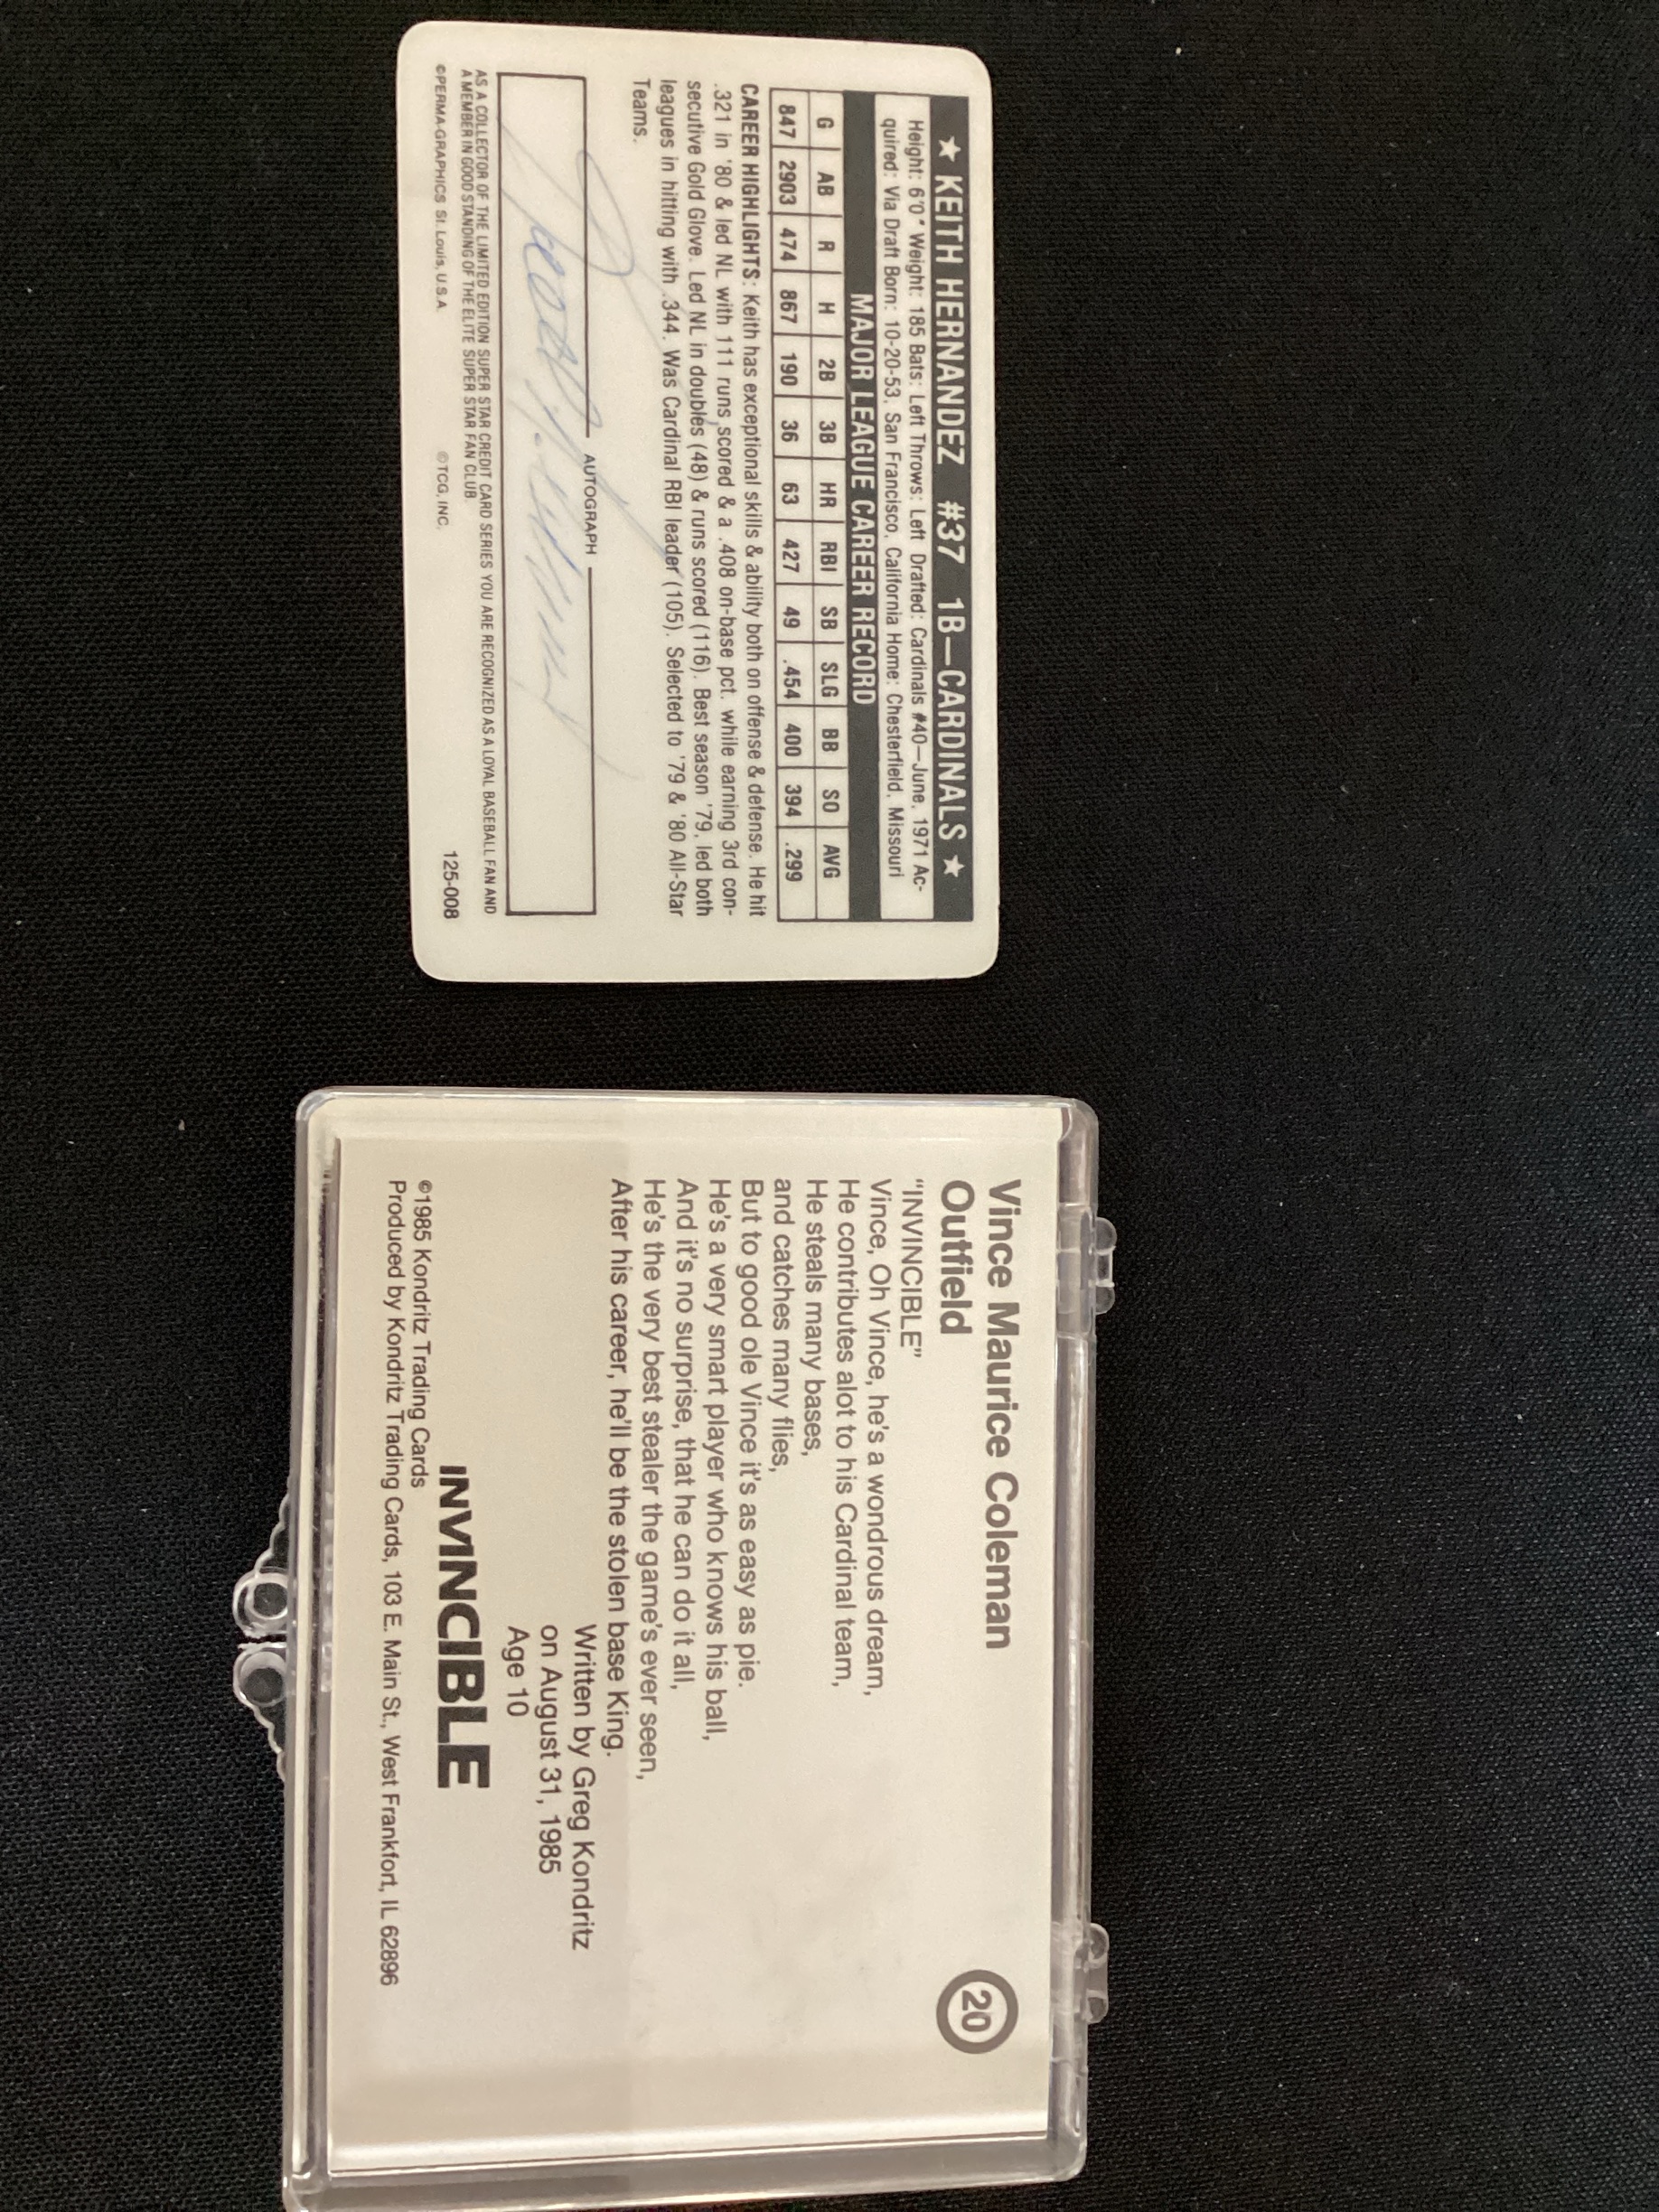 ★ KEITH HERNANDEZ #37 1B—CARDINALS ★
Height: 6'0" Weight: 185 Bats: Left Throws: Left Drafted: Cardinals #40—June, 1971 Ac-
quired: Via Draft Born: 10-20-53, San Francisco, California Home: Chesterfield, Missouri
MAJOR LEAGUE CAREER RECORD
G AB R H 2B 3B HR RBI SB SLG BB SO AVG
847 2903 474 867 190 36 63 427 49 .454 400 394 .299
CAREER HIGHLIGHTS: Keith has exceptional skills & ability both on offense & defense. He hit
.321 in '80 & led NL with 111 runs scored & a .408 on-base pct. while earning 3rd con-
secutive Gold Glove. Led NL in doubles (48) & runs scored (116). Best season '79, led both
leagues in hitting with .344. Was Cardinal RBI leader (105). Selected to '79 & '80 All-Star
Teams.
AUTOGRAPH
AS A COLLECTOR OF THE LIMITED EDITION SUPER STAR CREDIT CARD SERIES YOU ARE RECOGNIZED AS A LOYAL BASEBALL FAN AND
A MEMBER IN GOOD STANDING OF THE ELITE SUPER STAR FAN CLUB.
©PERMA-GRAPHICS St. Louis, U.S.A. ©TCG, INC. 125-008
Vince Maurice Coleman
Outfield
20
"INVINCIBLE"
Vince, Oh Vince, he's a wondrous dream,
He contributes alot to his Cardinal team,
He steals many bases,
and catches many flies,
But to good ole Vince it's as easy as pie.
He's a very smart player who knows his ball,
And it's no surprise, that he can do it all,
He's the very best stealer the game's ever seen,
After his career, he'll be the stolen base King.
Written by Greg Kondritz
on August 31, 1985
Age 10
INVINCIBLE
©1985 Kondritz Trading Cards
Produced by Kondritz Trading Cards, 103 E. Main St., West Frankfort, IL 62896